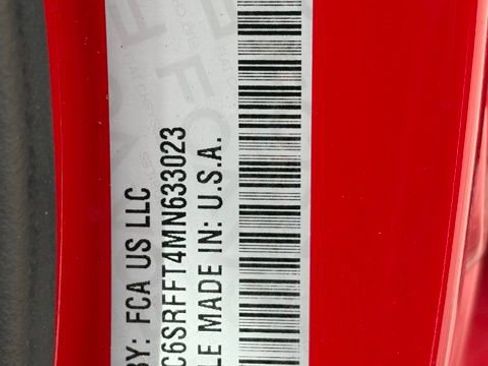 BY: FCA US LLC
C6SRFFT4MN633023
LE MADE IN: U.S.A.